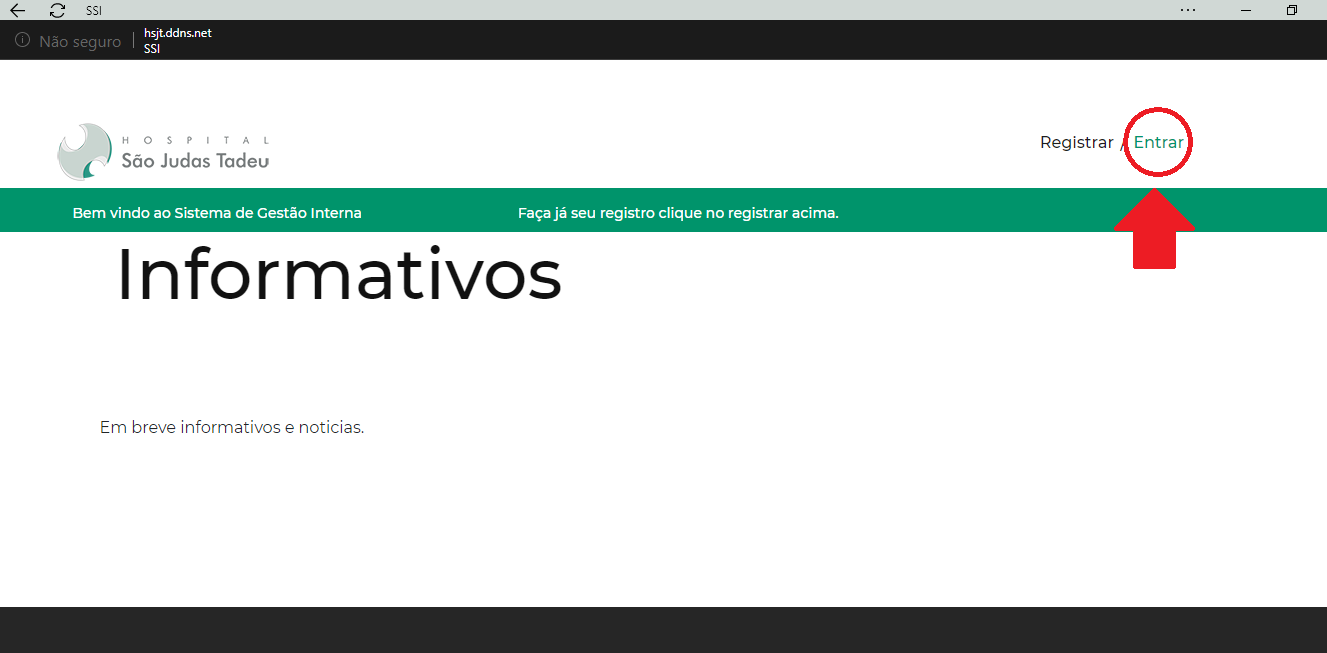 SSI
Não seguro
hsjt.ddns.net
SSI
HOSPITAL
São Judas Tadeu
Registrar / Entrar
Bem vindo ao Sistema de Gestão Interna
Faça já seu registro clique no registrar acima.
Informativos
Em breve informativos e noticias.